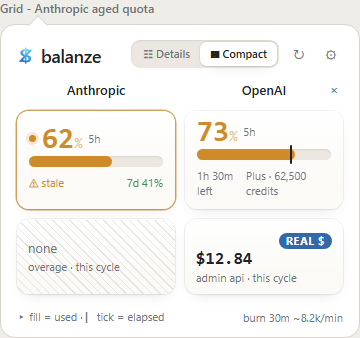 Grid - Anthropic aged quota
balanze
Details
Compact
Anthropic
OpenAI
62% 5h
⚠ stale
7d 41%
73% 5h
1h 30m left
Plus · 62,500 credits
none
overage · this cycle
REAL $
$12.84
admin api · this cycle
▸ fill = used · | tick = elapsed
burn 30m ~8.2k/min